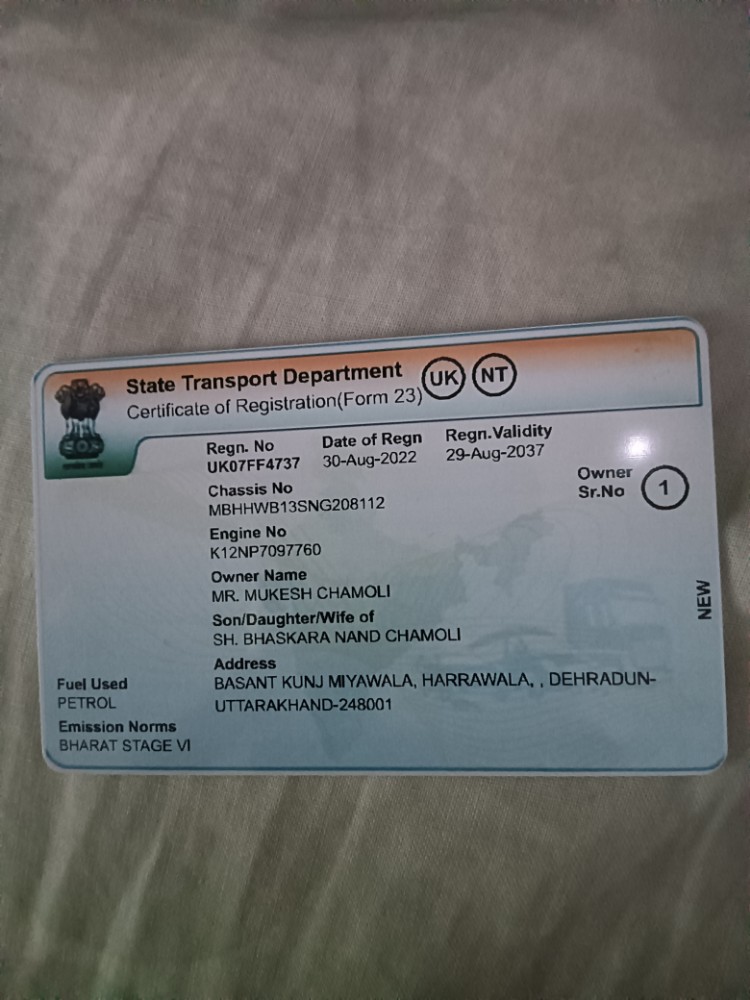 State Transport Department UK NT
Certificate of Registration(Form 23)
Regn. No Date of Regn Regn.Validity
UK07FF4737 30-Aug-2022 29-Aug-2037
Chassis No
MBHHWB13SNG208112
Owner
Sr.No 1
Engine No
K12NP7097760
Owner Name
MR. MUKESH CHAMOLI
NEW
Son/Daughter/Wife of
SH. BHASKARA NAND CHAMOLI
Address
BASANT KUNJ MIYAWALA, HARRAWALA, , DEHRADUN-
UTTARAKHAND-248001
Fuel Used
PETROL
Emission Norms
BHARAT STAGE VI